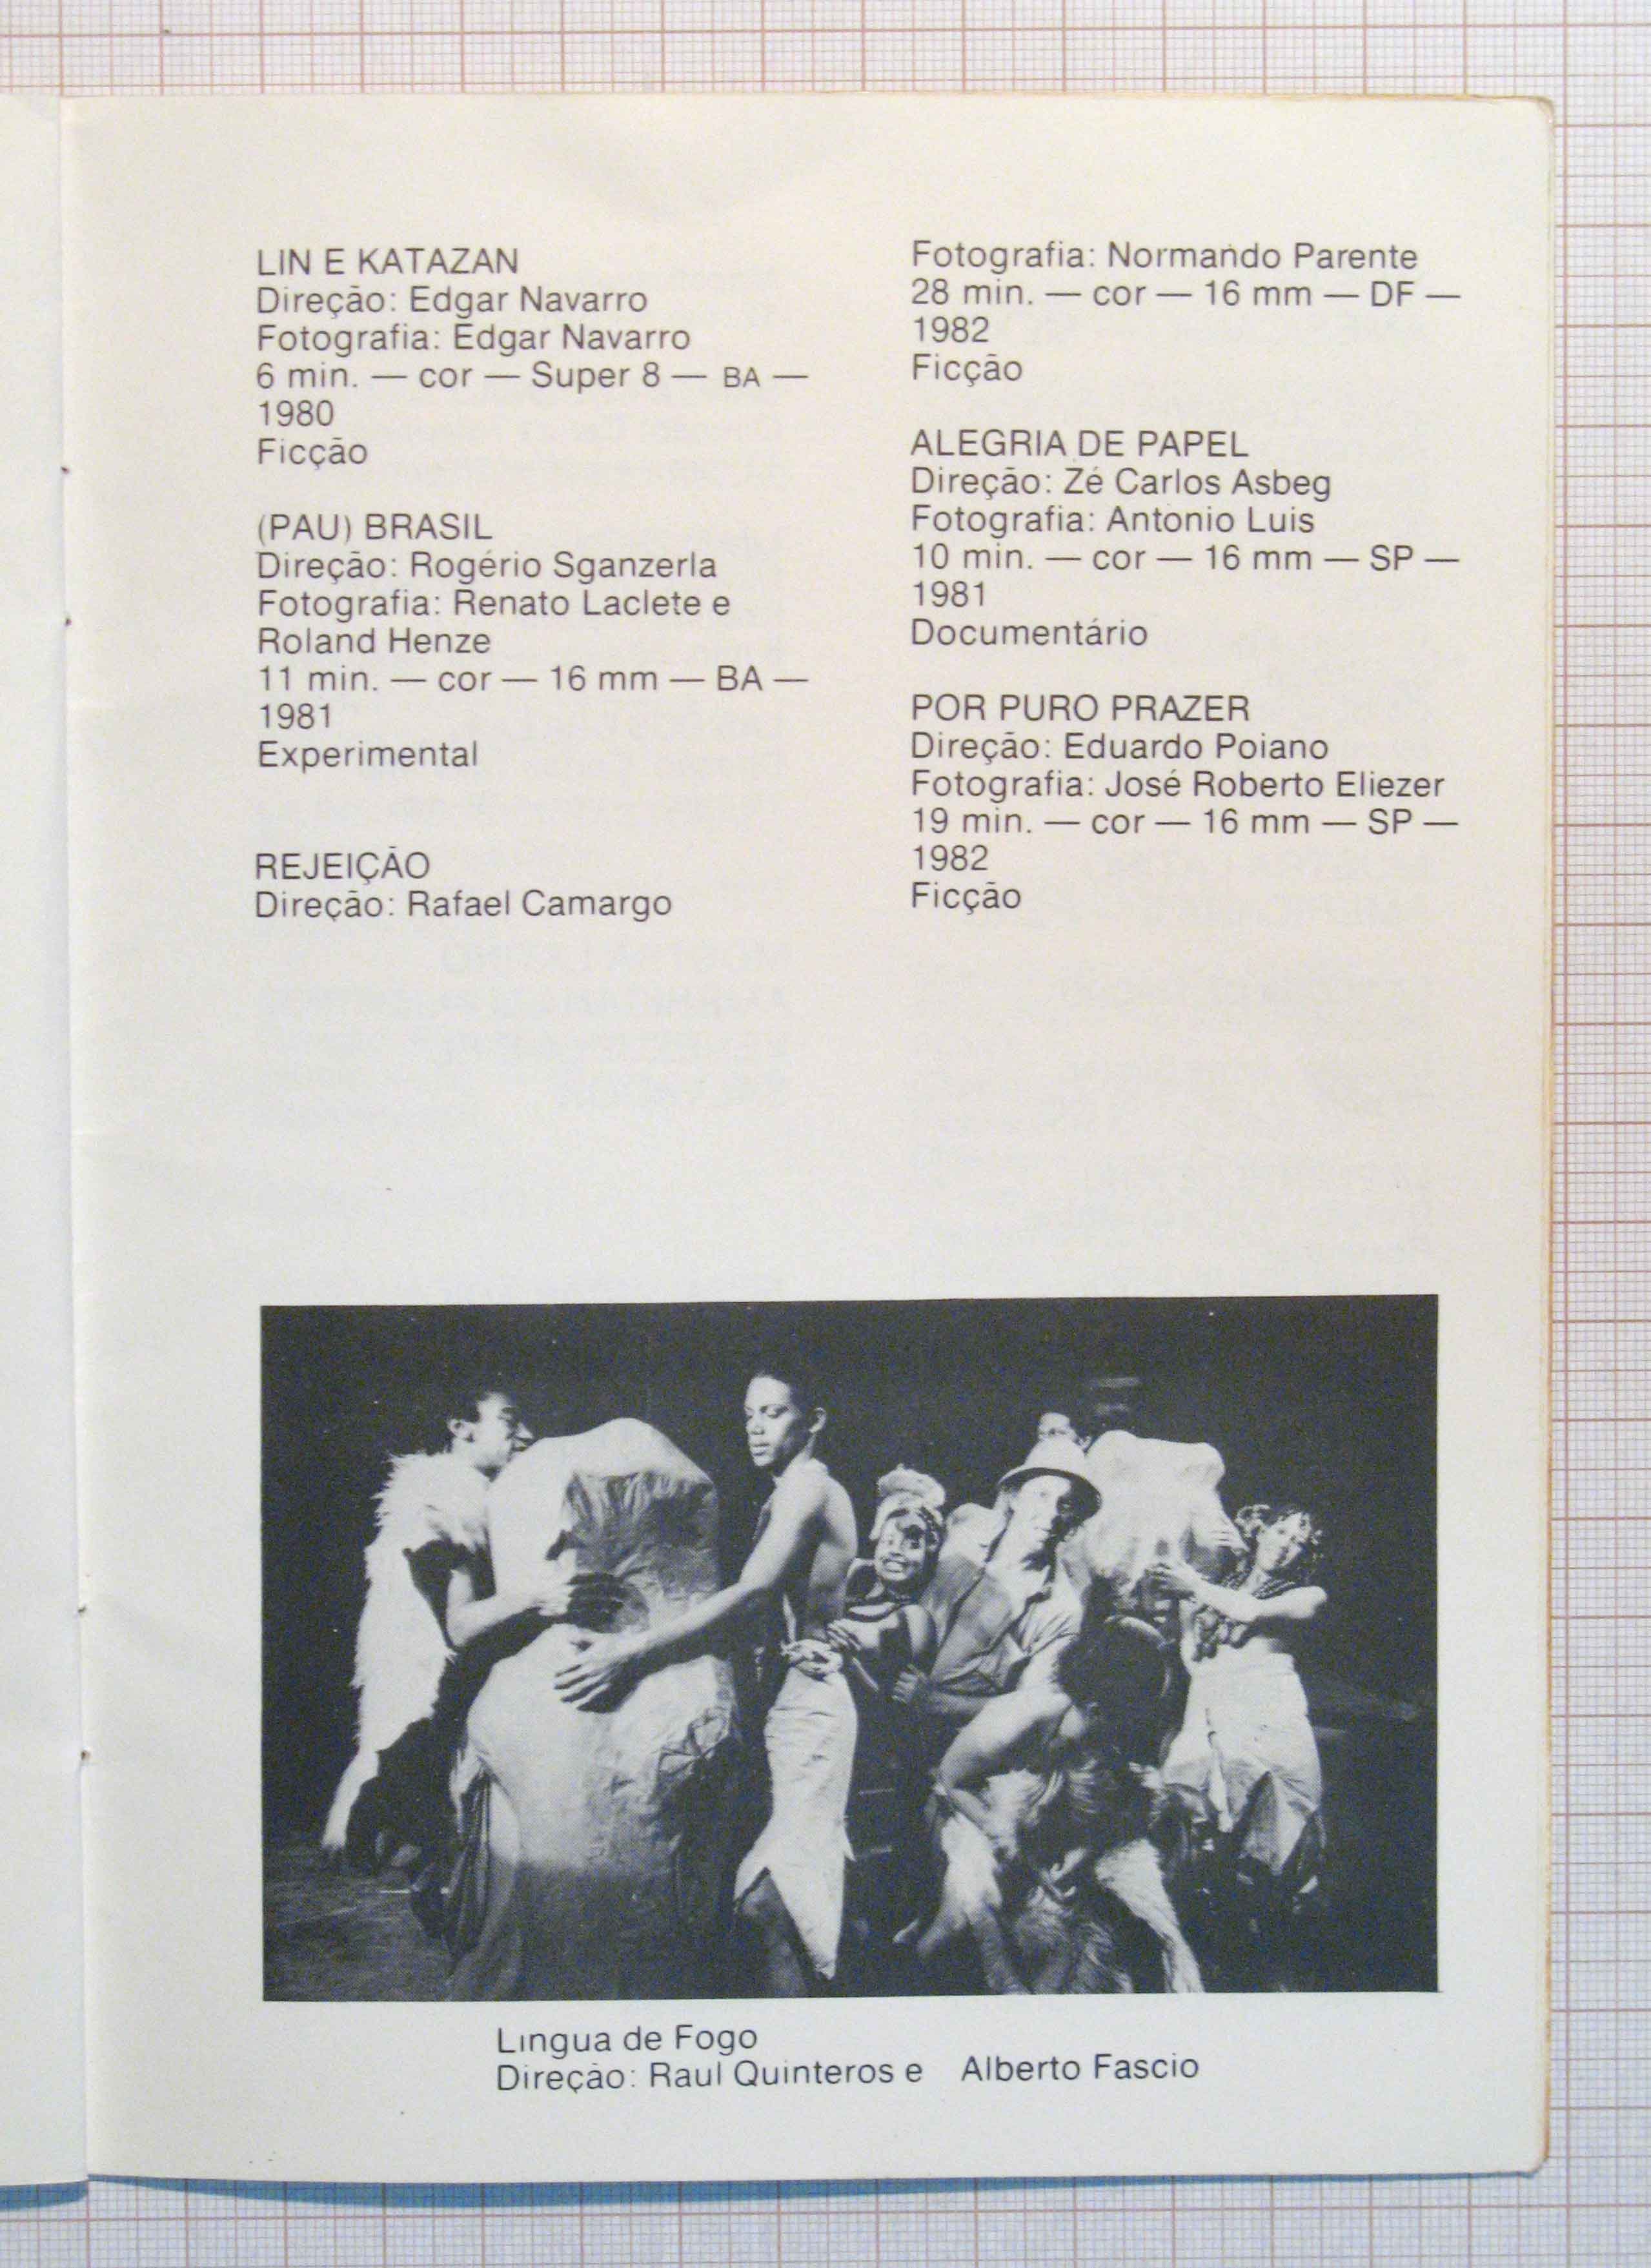 LIN E KATAZAN
Direção: Edgar Navarro
Fotografia: Edgar Navarro
6 min. — cor — Super 8 — BA —
1980
Ficção
(PAU) BRASIL
Direção: Rogério Sganzerla
Fotografia: Renato Laclete e
Roland Henze
11 min. — cor — 16 mm — BA —
1981
Experimental
REJEIÇÃO
Direção: Rafael Camargo
Fotografia: Normando Parente
28 min. — cor — 16 mm — DF —
1982
Ficção
ALEGRIA DE PAPEL
Direção: Zé Carlos Asbeg
Fotografia: Antonio Luis
10 min. — cor — 16 mm — SP —
1981
Documentário
POR PURO PRAZER
Direção: Eduardo Poiano
Fotografia: José Roberto Eliezer
19 min. — cor — 16 mm — SP —
1982
Ficção
Lingua de Fogo
Direção: Raul Quinteros e Alberto Fascio